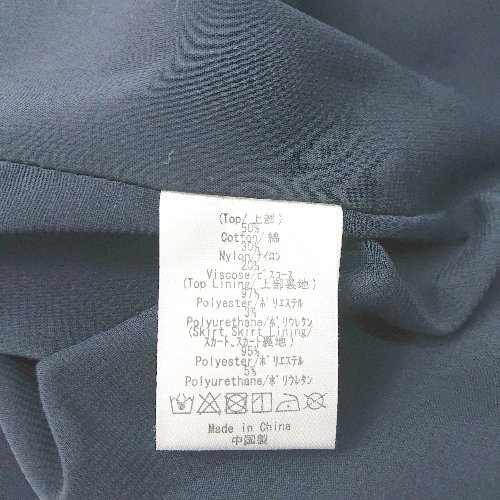 (Top/上部)
50%
Cotton/綿
30%
Nylon/ナイロン
20%
Viscose/ビスコース
(Top Lining/上部裏地)
97%
Polyester/ポリエステル
3%
Polyurethane/ポリウレタン
(Skirt,Skirt Lining/
スカート、スカート裏地)
95%
Polyester/ポリエステル
5%
Polyurethane/ポリウレタン
Made in China
中国製